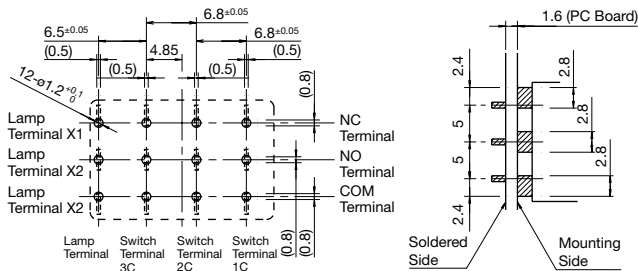 6.8±0.05
6.5±0.05
6.8±0.05
(0.5)
4.85
(0.5)
(0.5)
(0.5)
12-ø1.2 +0.1 0
(0.8)
Lamp
Terminal X1
NC
Terminal
Lamp
Terminal X2
NO
Terminal
Lamp
Terminal X2
COM
Terminal
(0.8)
(0.8)
Lamp
Terminal
Switch
Terminal
3C
Switch
Terminal
2C
Switch
Terminal
1C
1.6 (PC Board)
2.4
2.8
5
2.8
5
2.8
2.4
Soldered
Side
Mounting
Side